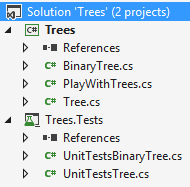 Solution 'Trees' (2 projects)
Trees
References
BinaryTree.cs
PlayWithTrees.cs
Tree.cs
Trees.Tests
References
UnitTestsBinaryTree.cs
UnitTestsTree.cs